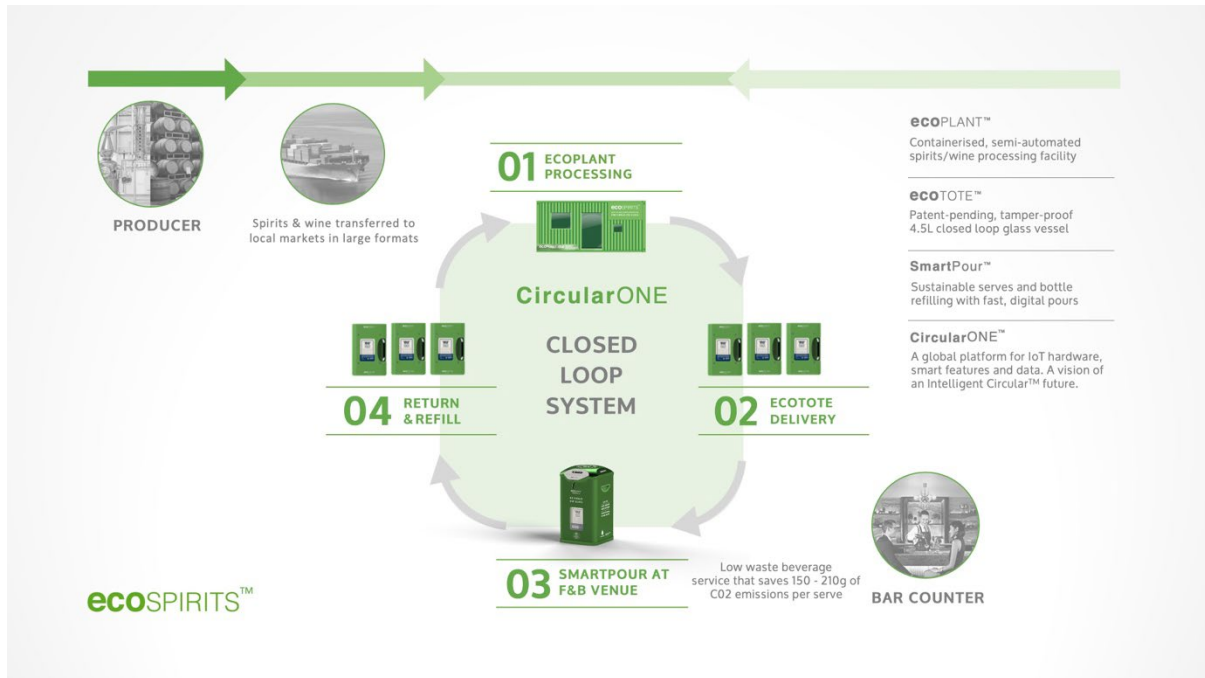 PRODUCER
Spirits & wine transferred to
local markets in large formats
01 ECOPLANT
PROCESSING
ecoSPIRITS
CircularONE
CLOSED
LOOP
SYSTEM
02 ECOTOTE
DELIVERY
03 SMARTPOUR AT
F&B VENUE
04 RETURN
& REFILL
Low waste beverage
service that saves 150 - 210g of
C02 emissions per serve
BAR COUNTER
ecoPLANT™
Containerised, semi-automated
spirits/wine processing facility
ecoTOTE™
Patent-pending, tamper-proof
4.5L closed loop glass vessel
SmartPour™
Sustainable serves and bottle
refilling with fast, digital pours
CircularONE™
A global platform for IoT hardware,
smart features and data. A vision of
an Intelligent Circular™ future.
ecoSPIRITS™